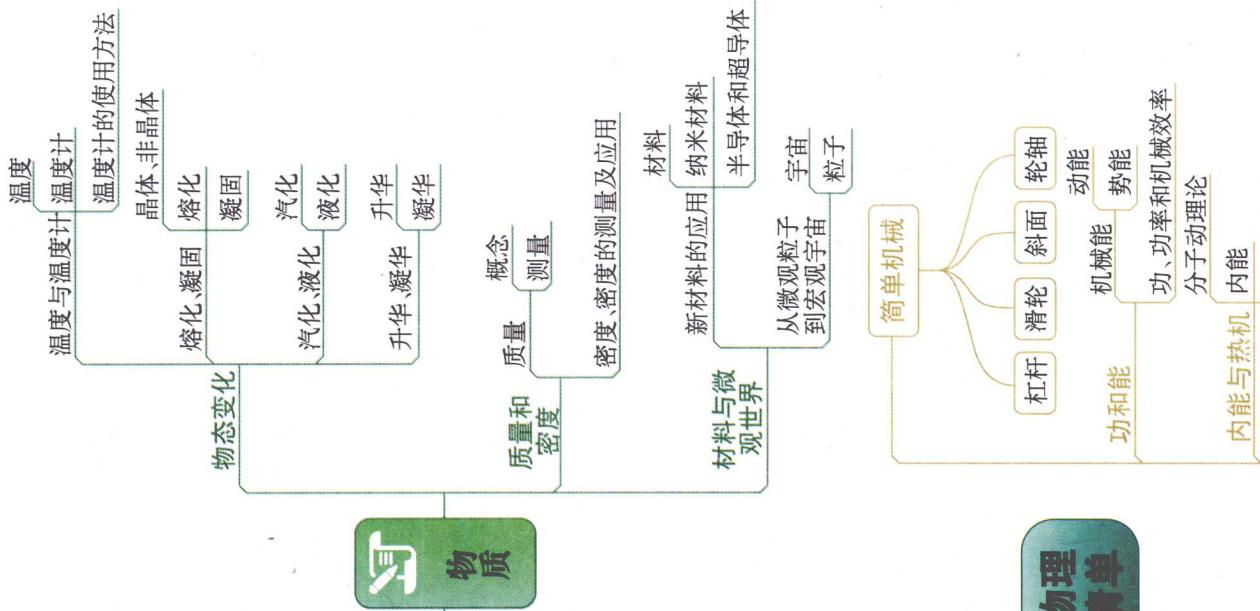 物质
物态变化
温度与温度计
温度
温度计
温度计的使用方法
熔化、凝固
晶体、非晶体
熔化
凝固
汽化、液化
汽化
液化
升华、凝华
升华
凝华
质量和
密度
质量
概念
测量
密度、密度的测量及应用
材料与微
观世界
新材料的应用
材料
纳米材料
半导体和超导体
从微观粒子
到宏观宇宙
宇宙
粒子
物理
清单
简单机械
杠杆
滑轮
斜面
轮轴
功和能
机械能
动能
势能
功、功率和机械效率
内能与热机
分子动理论
内能